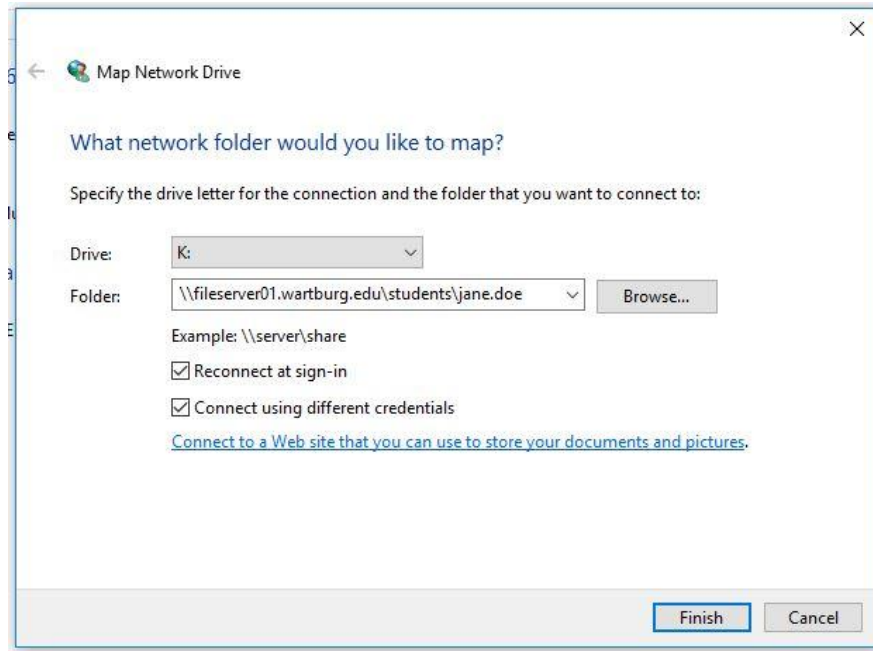 Map Network Drive
What network folder would you like to map?
Specify the drive letter for the connection and the folder that you want to connect to:
Drive: K:
Folder: \\fileserver01.wartburg.edu\students\jane.doe Browse...
Example: \\server\share
Reconnect at sign-in
Connect using different credentials
Connect to a Web site that you can use to store your documents and pictures.
Finish Cancel